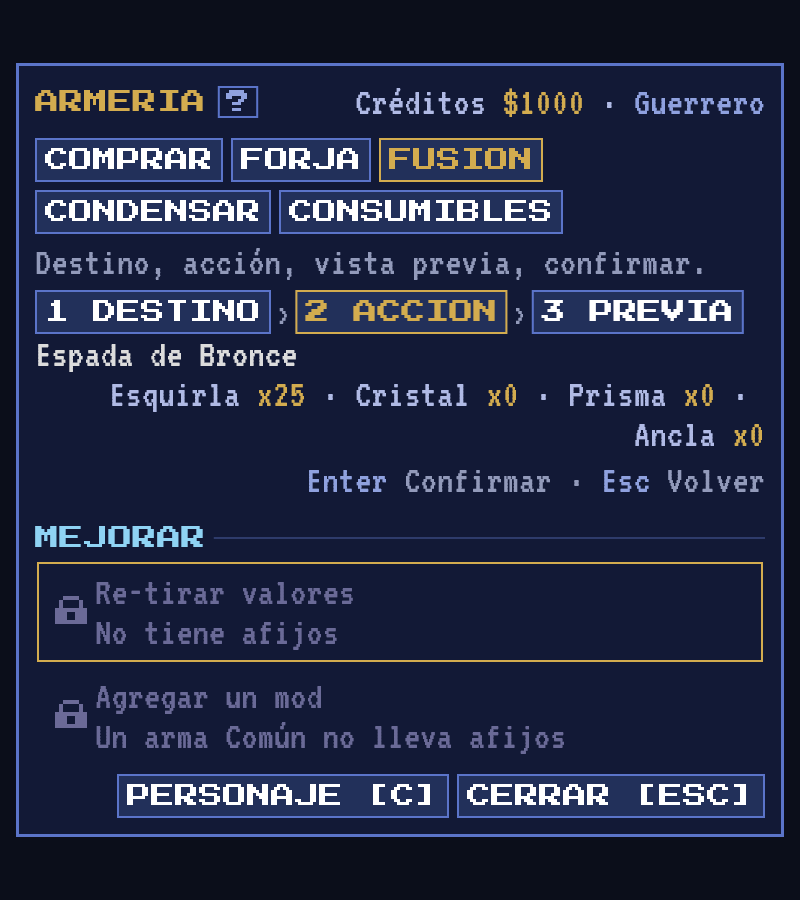 ARMERIA ? Créditos $1000 · Guerrero
COMPRAR FORJA FUSION
CONDENSAR CONSUMIBLES
Destino, acción, vista previa, confirmar.
1 DESTINO › 2 ACCION › 3 PREVIA
Espada de Bronce
Esquirla x25 · Cristal x0 · Prisma x0 ·
Ancla x0
Enter Confirmar · Esc Volver
MEJORAR
Re-tirar valores
No tiene afijos
Agregar un mod
Un arma Común no lleva afijos
PERSONAJE [C] CERRAR [ESC]